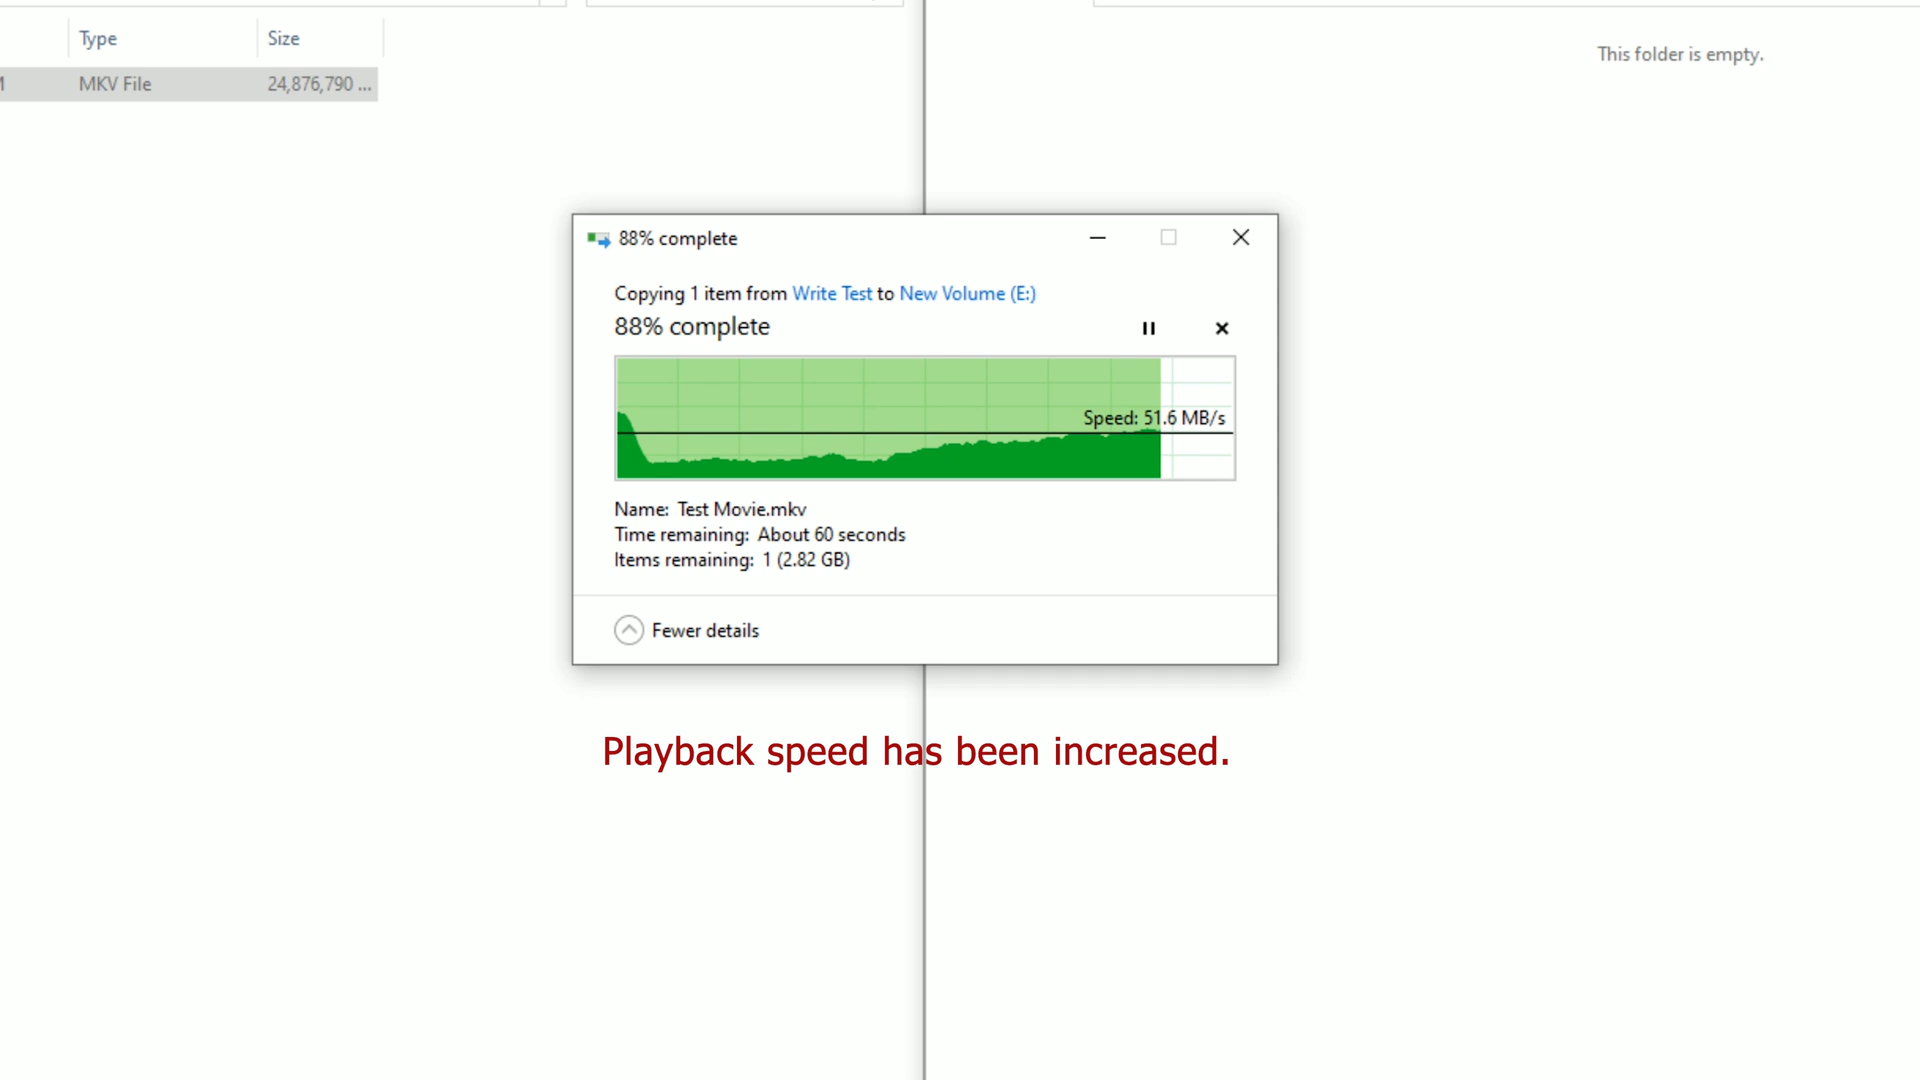 Type
Size
This folder is empty.
MKV File
24,876,790 ...
88% complete
Copying 1 item from Write Test to New Volume (E:)
88% complete
Speed: 51.6 MB/s
Name: Test Movie.mkv
Time remaining: About 60 seconds
Items remaining: 1 (2.82 GB)
Fewer details
Playback speed has been increased.